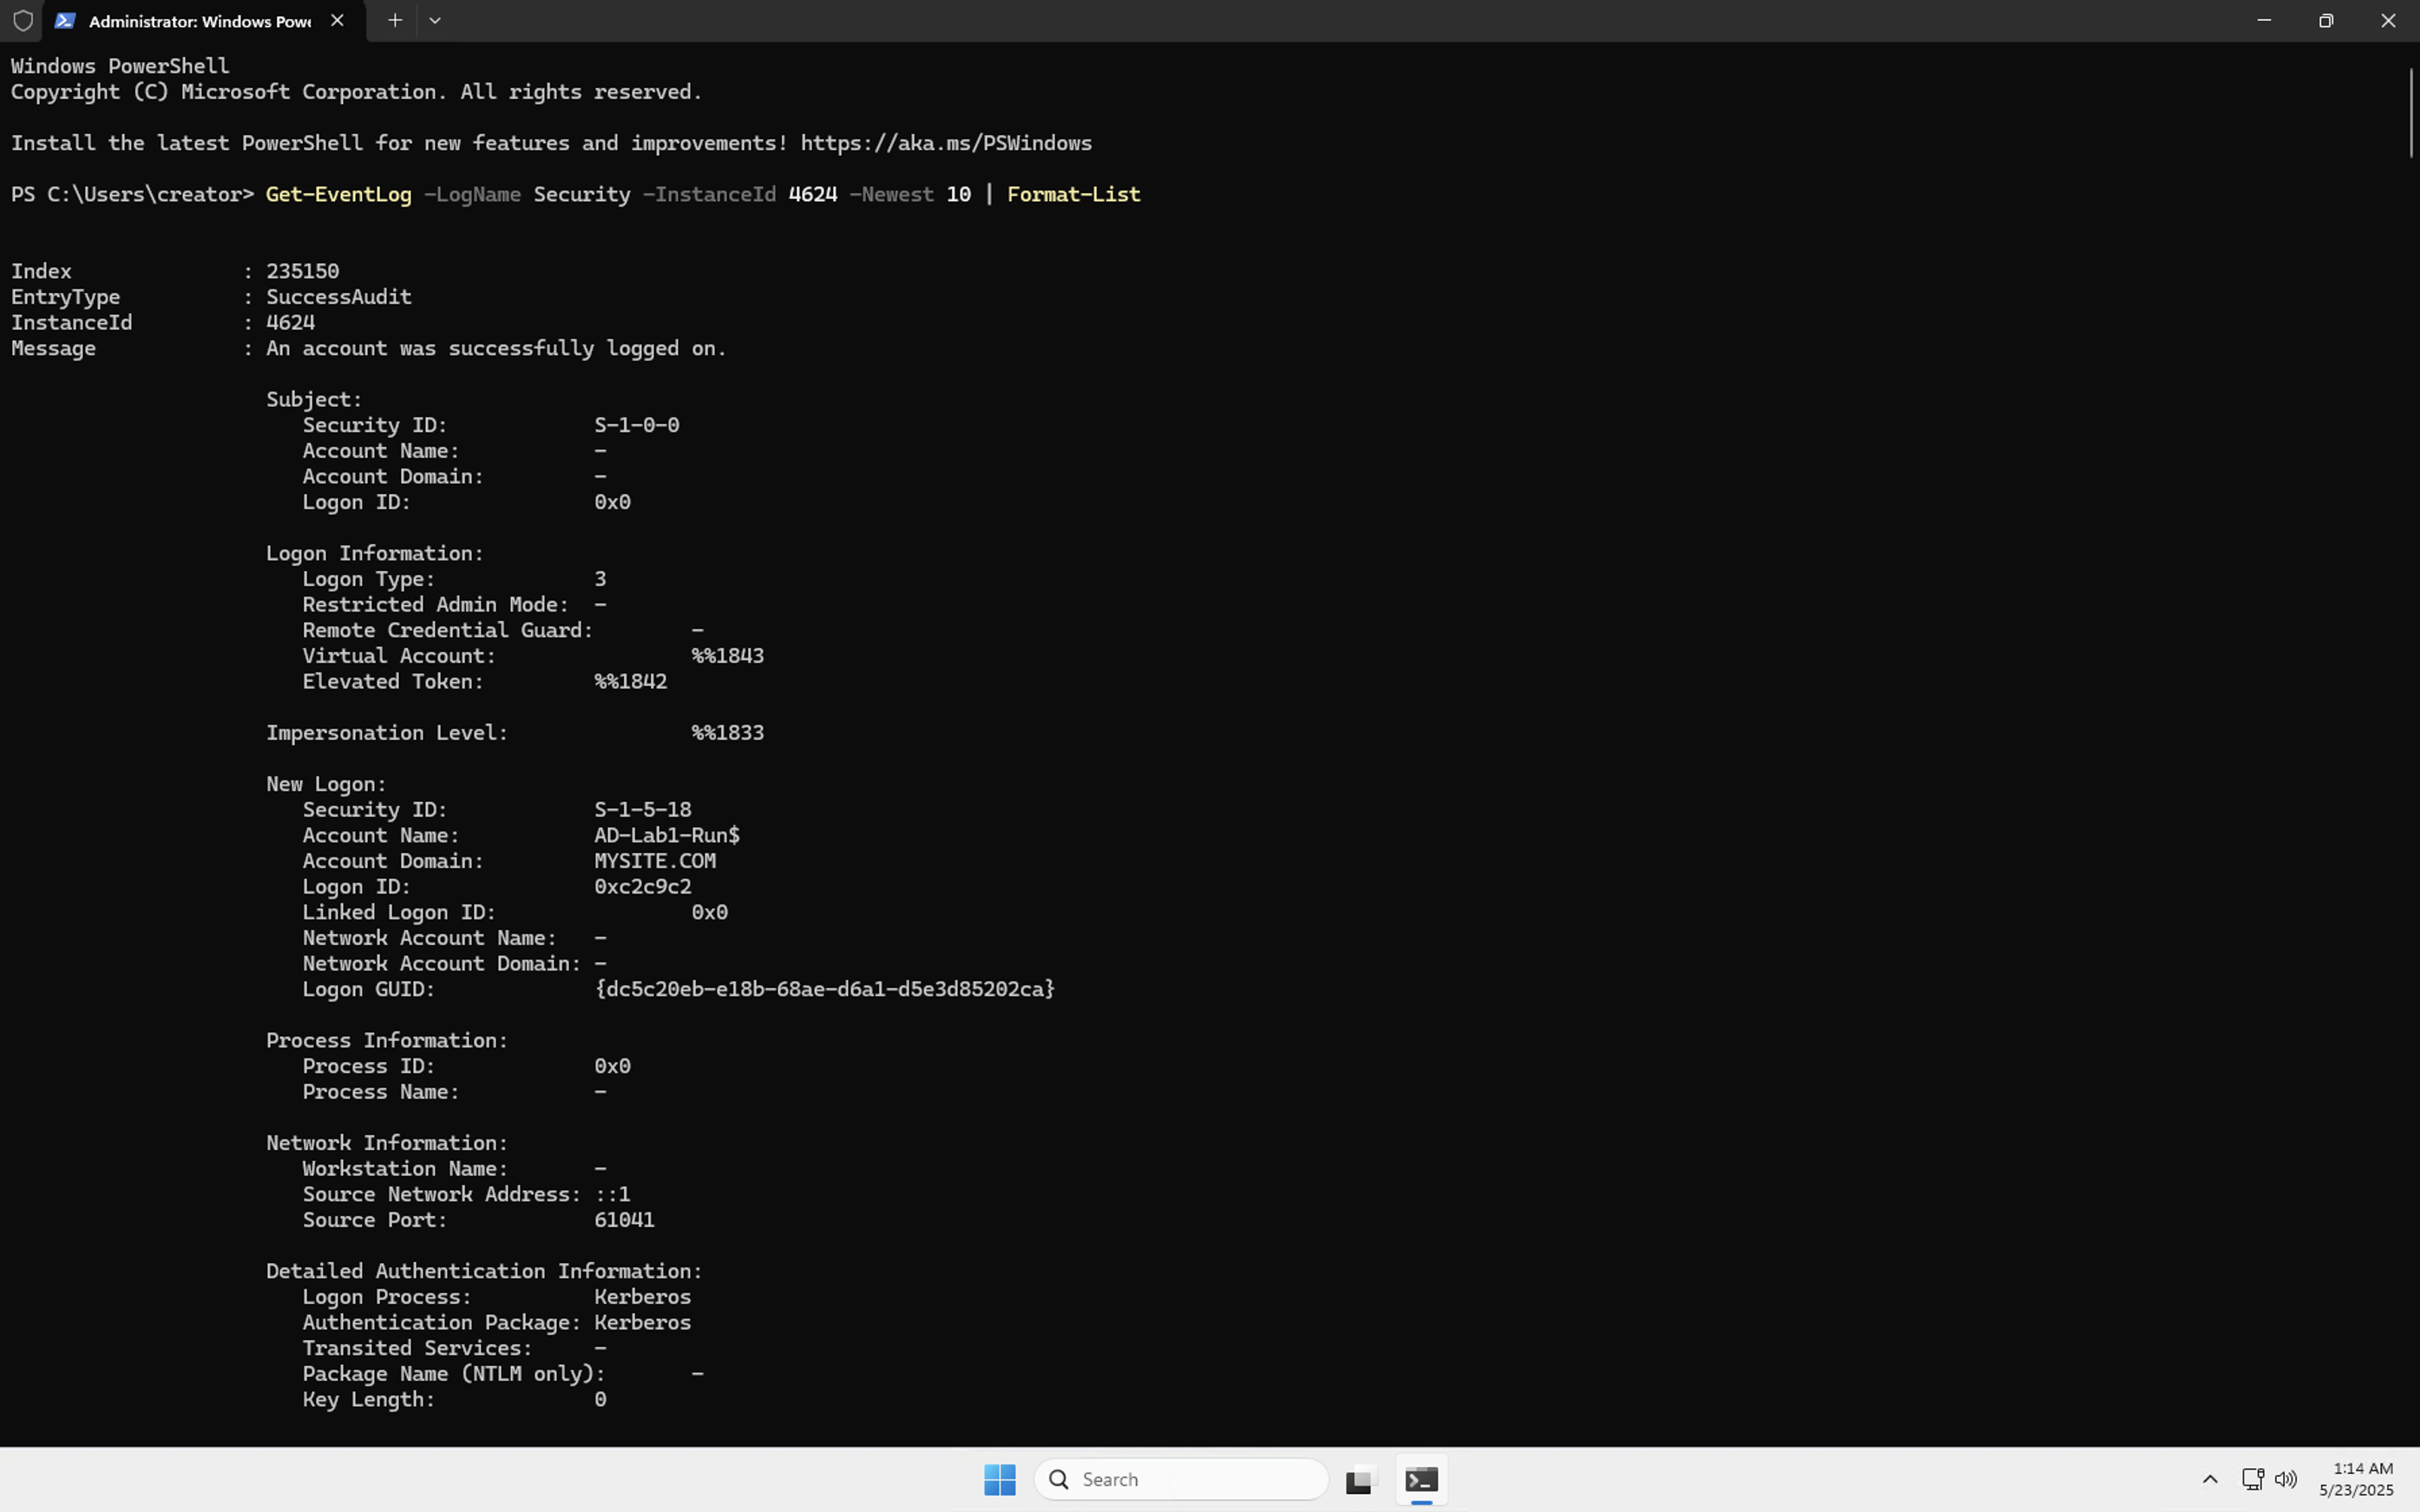 Administrator: Windows Powe
Windows PowerShell
Copyright (C) Microsoft Corporation. All rights reserved.
Install the latest PowerShell for new features and improvements! https://aka.ms/PSWindows
PS C:\Users\creator> Get-EventLog -LogName Security -InstanceId 4624 -Newest 10 | Format-List
Index : 235150
EntryType : SuccessAudit
InstanceId : 4624
Message : An account was successfully logged on.
Subject:
Security ID: S-1-0-0
Account Name: -
Account Domain: -
Logon ID: 0x0
Logon Information:
Logon Type: 3
Restricted Admin Mode: -
Remote Credential Guard: -
Virtual Account: %%1843
Elevated Token: %%1842
Impersonation Level: %%1833
New Logon:
Security ID: S-1-5-18
Account Name: AD-Lab1-Run$
Account Domain: MYSITE.COM
Logon ID: 0xc2c9c2
Linked Logon ID: 0x0
Network Account Name: -
Network Account Domain: -
Logon GUID: {dc5c20eb-e18b-68ae-d6a1-d5e3d85202ca}
Process Information:
Process ID: 0x0
Process Name: -
Network Information:
Workstation Name: -
Source Network Address: ::1
Source Port: 61041
Detailed Authentication Information:
Logon Process: Kerberos
Authentication Package: Kerberos
Transited Services: -
Package Name (NTLM only): -
Key Length: 0
Search
1:14 AM
5/23/2025